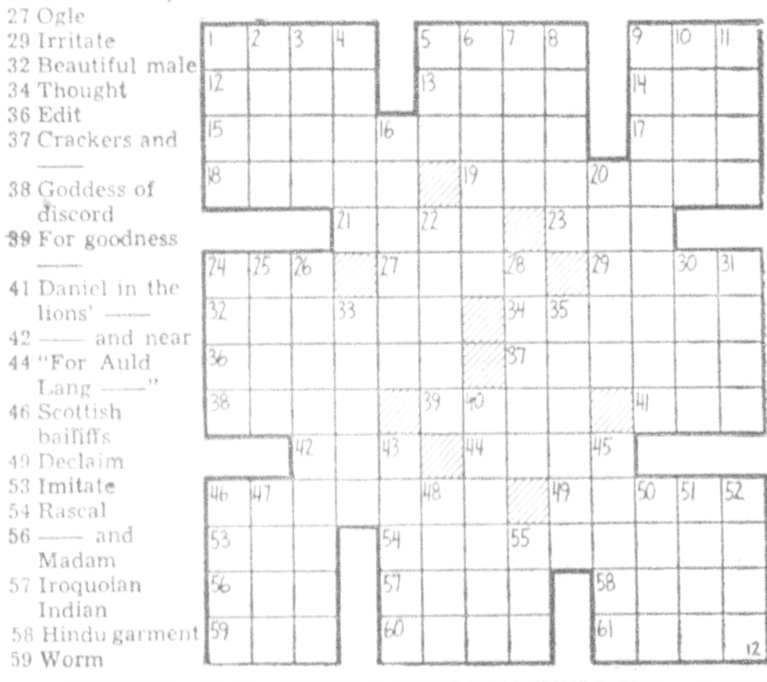 27 Ogle
29 Irritate
32 Beautiful male
34 Thought
36 Edit
37 Crackers and
——
38 Goddess of
discord
39 For goodness
——
41 Daniel in the
lions' ——
42 —— and near
44 "For Auld
Lang ——"
46 Scottish
bailiffs
49 Declaim
53 Imitate
54 Rascal
56 —— and
Madam
57 Iroquoian
Indian
58 Hindu garment
59 Worm
1 2 3 4 5 6 7 8 9 10 11
12 13 14
15 16 17
18 19 20
21 22 23
24 25 26 27 28 29 30 31
32 33 34 35
36 37
38 39 40 41
42 43 44 45
46 47 48 49 50 51 52
53 54 55
56 57 58
59 60 61
12